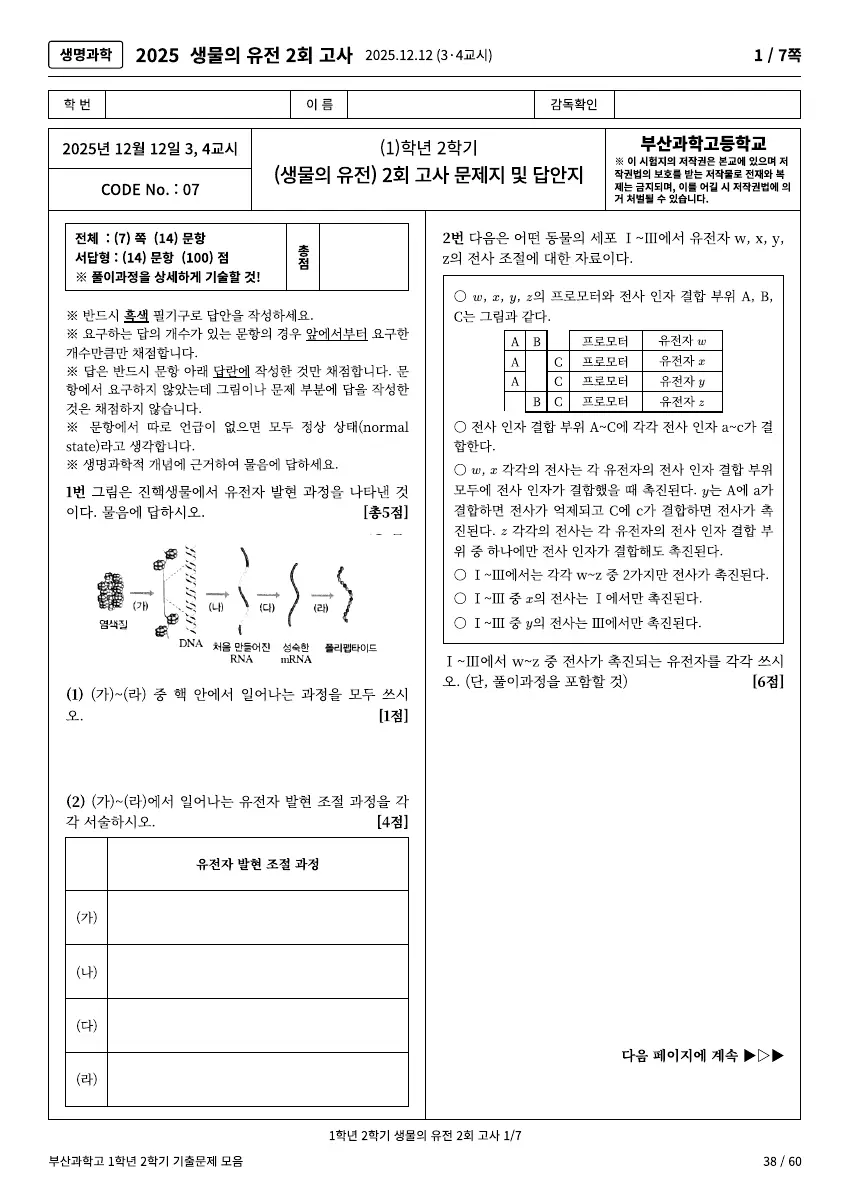 생명과학 2025 생물의 유전 2회 고사 2025.12.12 (3·4교시) 1 / 7쪽
학 번 이 름 감독확인
2025년 12월 12일 3, 4교시
CODE No. : 07
(1)학년 2학기
(생물의 유전) 2회 고사 문제지 및 답안지
부산과학고등학교
※ 이 시험지의 저작권은 본교에 있으며 저
작권법의 보호를 받는 저작물로 전재와 복
제는 금지되며, 이를 어길 시 저작권법에 의
거 처벌될 수 있습니다.
전체 : (7) 쪽 (14) 문항
서답형 : (14) 문항 (100) 점
※ 풀이과정을 상세하게 기술할 것!
총점
※ 반드시 흑색 필기구로 답안을 작성하세요.
※ 요구하는 답의 개수가 있는 문항의 경우 앞에서부터 요구한
개수만큼만 채점합니다.
※ 답은 반드시 문항 아래 답란에 작성한 것만 채점합니다. 문
항에서 요구하지 않았는데 그림이나 문제 부분에 답을 작성한
것은 채점하지 않습니다.
※ 문항에서 따로 언급이 없으면 모두 정상 상태(normal
state)라고 생각합니다.
※ 생명과학적 개념에 근거하여 물음에 답하세요.
1번 그림은 진핵생물에서 유전자 발현 과정을 나타낸 것
이다. 물음에 답하시오. [총5점]
(가) (나) (다) (라)
염색질
DNA
처음 만들어진
RNA
성숙한
mRNA
폴리펩타이드
(1) (가)~(라) 중 핵 안에서 일어나는 과정을 모두 쓰시
오. [1점]
(2) (가)~(라)에서 일어나는 유전자 발현 조절 과정을 각
각 서술하시오. [4점]
유전자 발현 조절 과정
(가)
(나)
(다)
(라)
2번 다음은 어떤 동물의 세포 Ⅰ~Ⅲ에서 유전자 w, x, y,
z의 전사 조절에 대한 자료이다.
○ w, x, y, z의 프로모터와 전사 인자 결합 부위 A, B,
C는 그림과 같다.
A B 프로모터 유전자 w
A C 프로모터 유전자 x
A C 프로모터 유전자 y
B C 프로모터 유전자 z
○ 전사 인자 결합 부위 A~C에 각각 전사 인자 a~c가 결
합한다.
○ w, x 각각의 전사는 각 유전자의 전사 인자 결합 부위
모두에 전사 인자가 결합했을 때 촉진된다. y는 A에 a가
결합하면 전사가 억제되고 C에 c가 결합하면 전사가 촉
진된다. z 각각의 전사는 각 유전자의 전사 인자 결합 부
위 중 하나에만 전사 인자가 결합해도 촉진된다.
○ Ⅰ~Ⅲ에서는 각각 w~z 중 2가지만 전사가 촉진된다.
○ Ⅰ~Ⅲ 중 x의 전사는 Ⅰ에서만 촉진된다.
○ Ⅰ~Ⅲ 중 y의 전사는 Ⅲ에서만 촉진된다.
Ⅰ~Ⅲ에서 w~z 중 전사가 촉진되는 유전자를 각각 쓰시
오. (단, 풀이과정을 포함할 것) [6점]
다음 페이지에 계속 ▶▷▶
1학년 2학기 생물의 유전 2회 고사 1/7
부산과학고 1학년 2학기 기출문제 모음 38 / 60